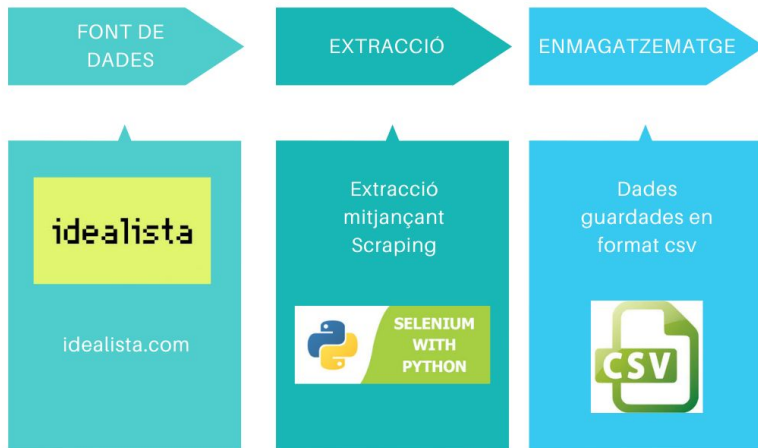 FONT DE
DADES
EXTRACCIÓ
ENMAGATZEMATGE
idealista
idealista.com
Extracció
mitjançant
Scraping
SELENIUM
WITH
PYTHON
Dades
guardades en
format csv
CSV